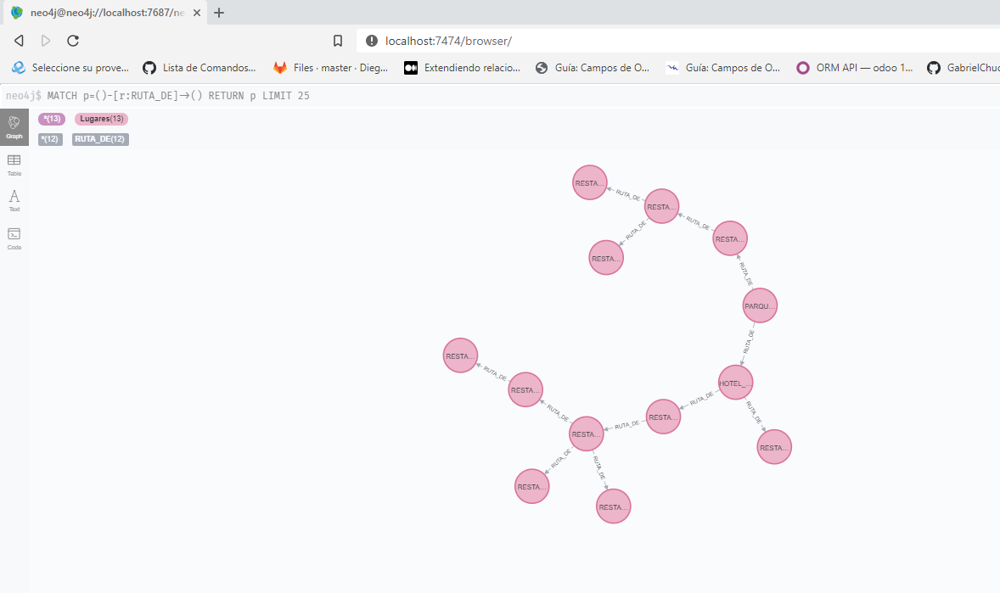 neo4j@neo4j://localhost:7687/ne
localhost:7474/browser/
Seleccione su prove... Lista de Comandos... Files · master · Dieg... Extendiendo relacio... Guía: Campos de O... Guía: Campos de O... ORM API — odoo 1... GabrielChuc
neo4j$ MATCH p=()-[r:RUTA_DE]->() RETURN p LIMIT 25
*(13) Lugares(13)
*(12) RUTA_DE(12)
Graph
Table
Text
Code
RESTA...
RUTA_DE
RESTA...
RUTA_DE
RUTA_DE
RESTA...
RESTA...
RUTA_DE
PARQU...
RUTA_DE
RESTA...
RUTA_DE
HOTEL_...
RESTA...
RUTA_DE
RUTA_DE
RUTA_DE
RESTA...
RUTA_DE
RESTA...
RESTA...
RUTA_DE
RUTA_DE
RESTA...
RESTA...